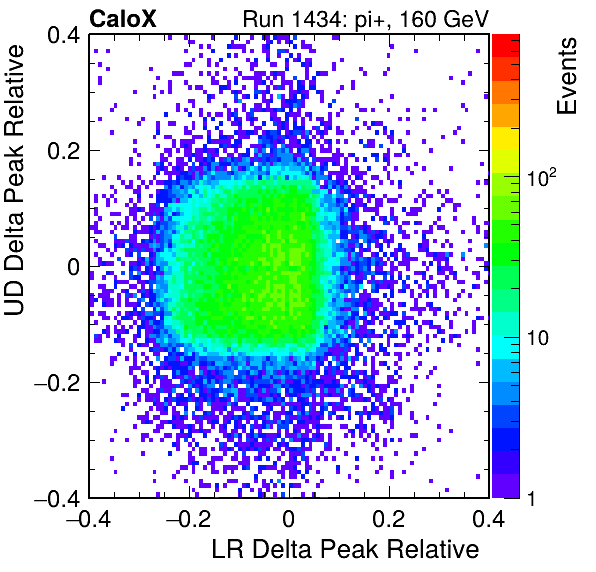 CaloX Run 1434: pi+, 160 GeV
UD Delta Peak Relative
0.4
0.2
0
−0.2
−0.4
−0.4 −0.2 0 0.2 0.4
LR Delta Peak Relative
Events
10²
10
1